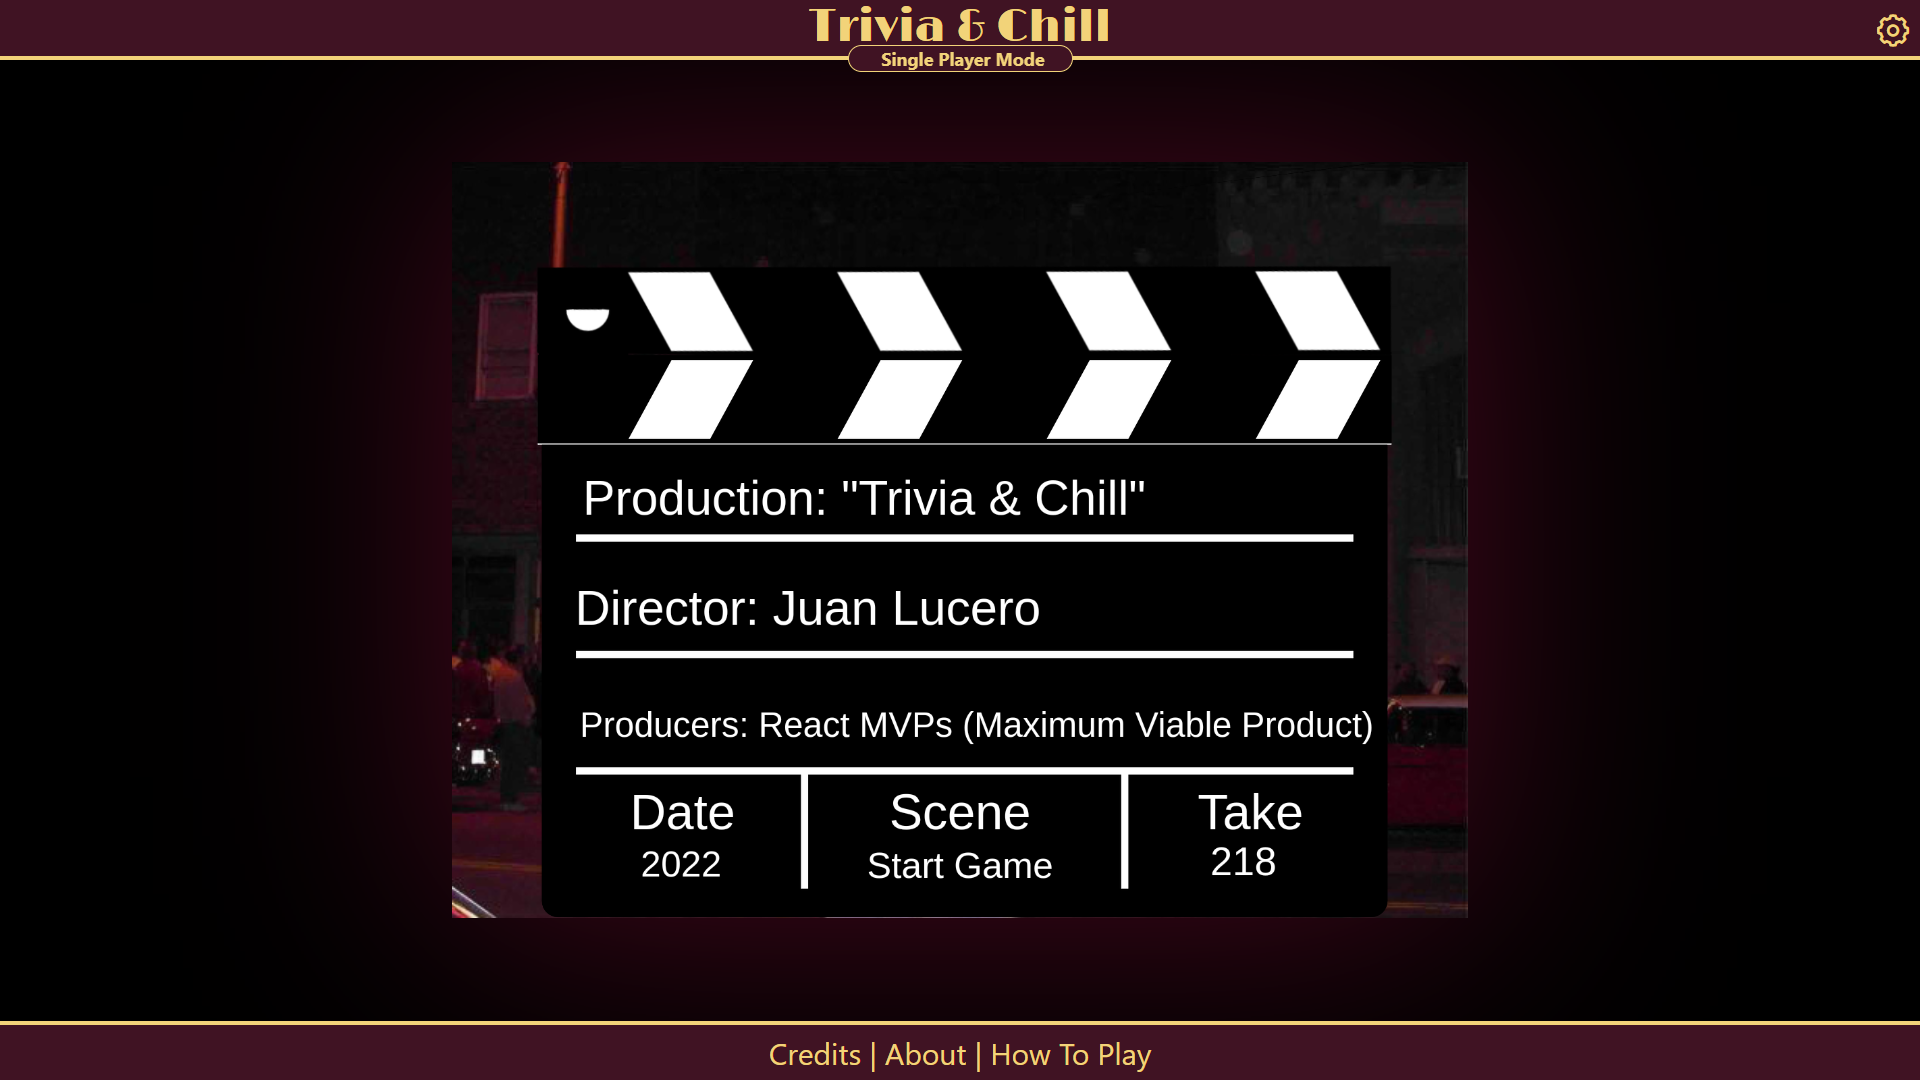 Trivia & Chill
Single Player Mode
Production: "Trivia & Chill"
Director: Juan Lucero
Producers: React MVPs (Maximum Viable Product)
Date
Scene
Take
2022
Start Game
218
Credits | About | How To Play